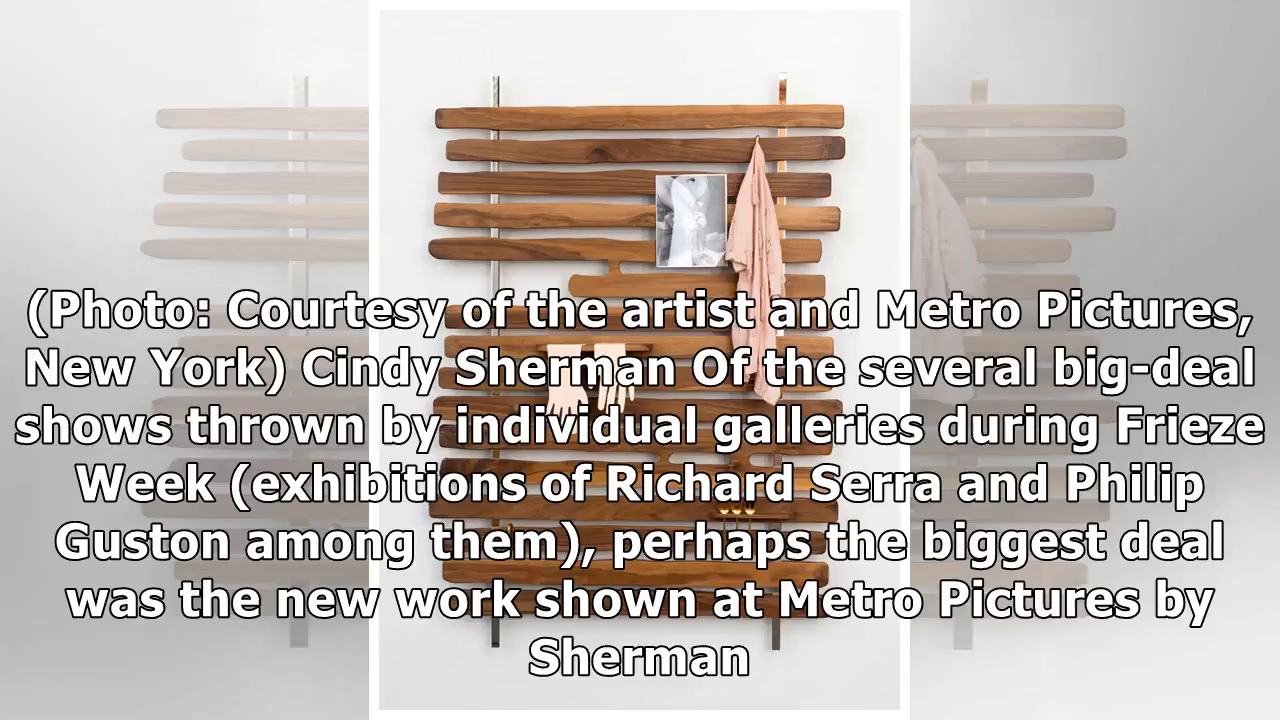 (Photo: Courtesy of the artist and Metro Pictures,
New York) Cindy Sherman Of the several big-deal
shows thrown by individual galleries during Frieze
Week (exhibitions of Richard Serra and Philip
Guston among them), perhaps the biggest deal
was the new work shown at Metro Pictures by
Sherman